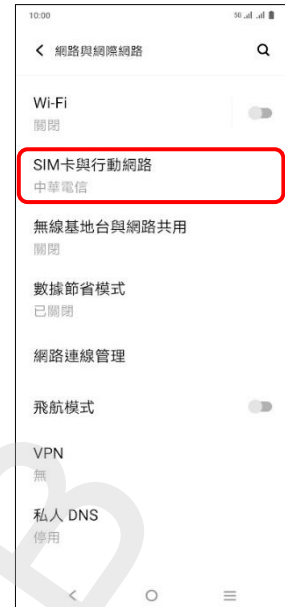 10:00
5G
網路與網際網路
Wi-Fi
關閉
SIM卡與行動網路
中華電信
無線基地台與網路共用
關閉
數據節省模式
已關閉
網路連線管理
飛航模式
VPN
無
私人 DNS
停用